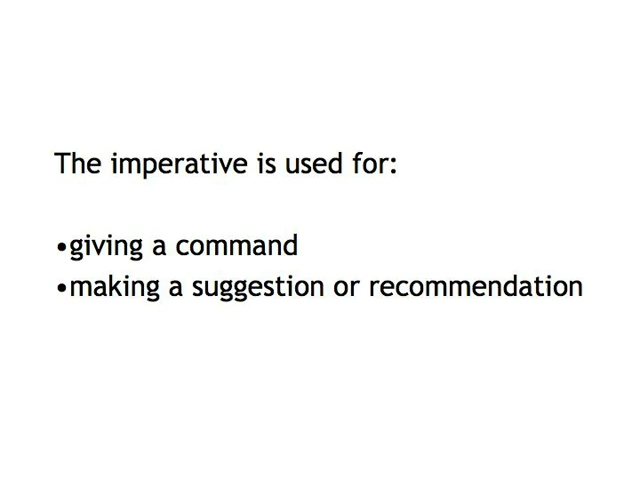 The imperative is used for:
•giving a command
•making a suggestion or recommendation